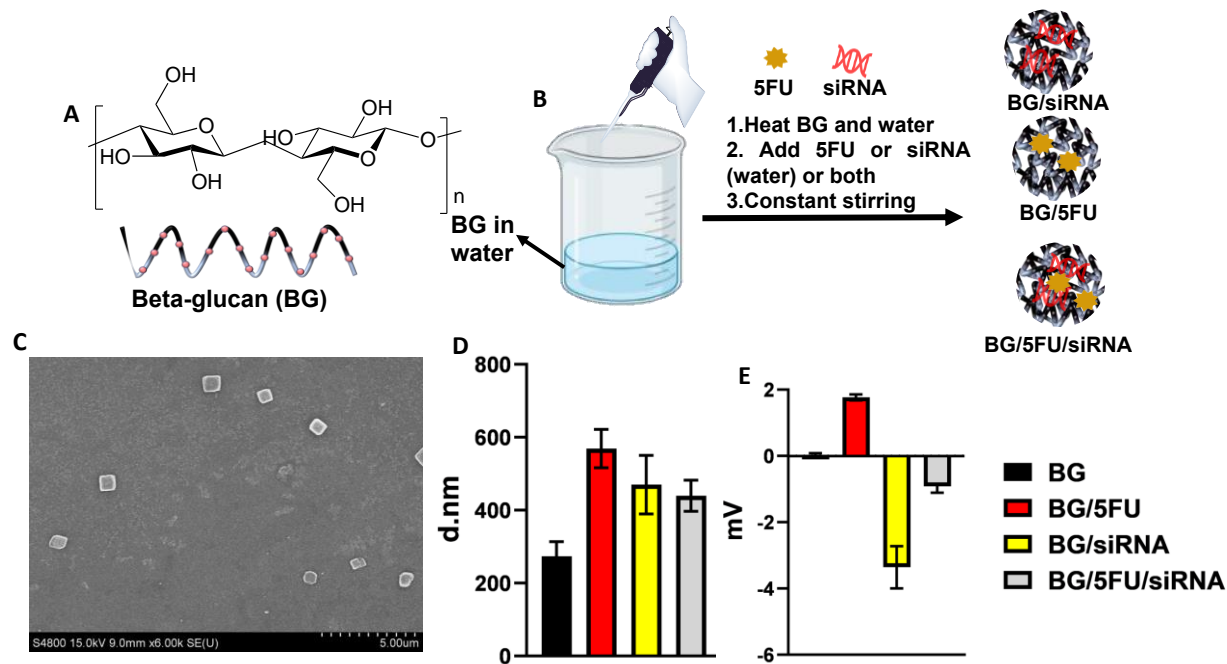 A
OH
O
HO
OH
OH
HO
OH
O
O
OH
n
Beta-glucan (BG)
B
BG in
water
5FU
siRNA
1.Heat BG and water
2. Add 5FU or siRNA
(water) or both
3.Constant stirring
BG/siRNA
BG/5FU
BG/5FU/siRNA
C
S4800 15.0kV 9.0mm x6.00k SE(U)
5.00um
D
800
600
400
200
0
d.nm
E
2
0
-2
-4
-6
mV
BG
BG/5FU
BG/siRNA
BG/5FU/siRNA